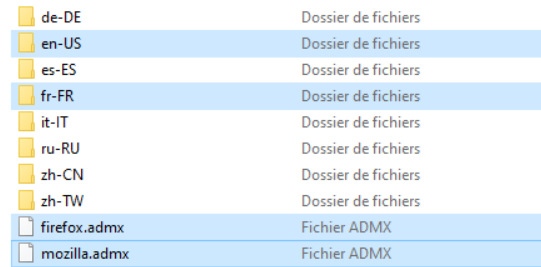 de-DE Dossier de fichiers
en-US Dossier de fichiers
es-ES Dossier de fichiers
fr-FR Dossier de fichiers
it-IT Dossier de fichiers
ru-RU Dossier de fichiers
zh-CN Dossier de fichiers
zh-TW Dossier de fichiers
firefox.admx Fichier ADMX
mozilla.admx Fichier ADMX